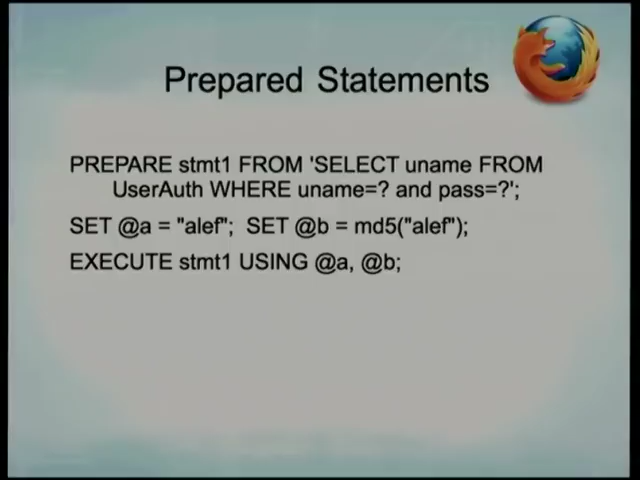 Prepared Statements
PREPARE stmt1 FROM 'SELECT uname FROM
UserAuth WHERE uname=? and pass=?';
SET @a = "alef"; SET @b = md5("alef");
EXECUTE stmt1 USING @a, @b;